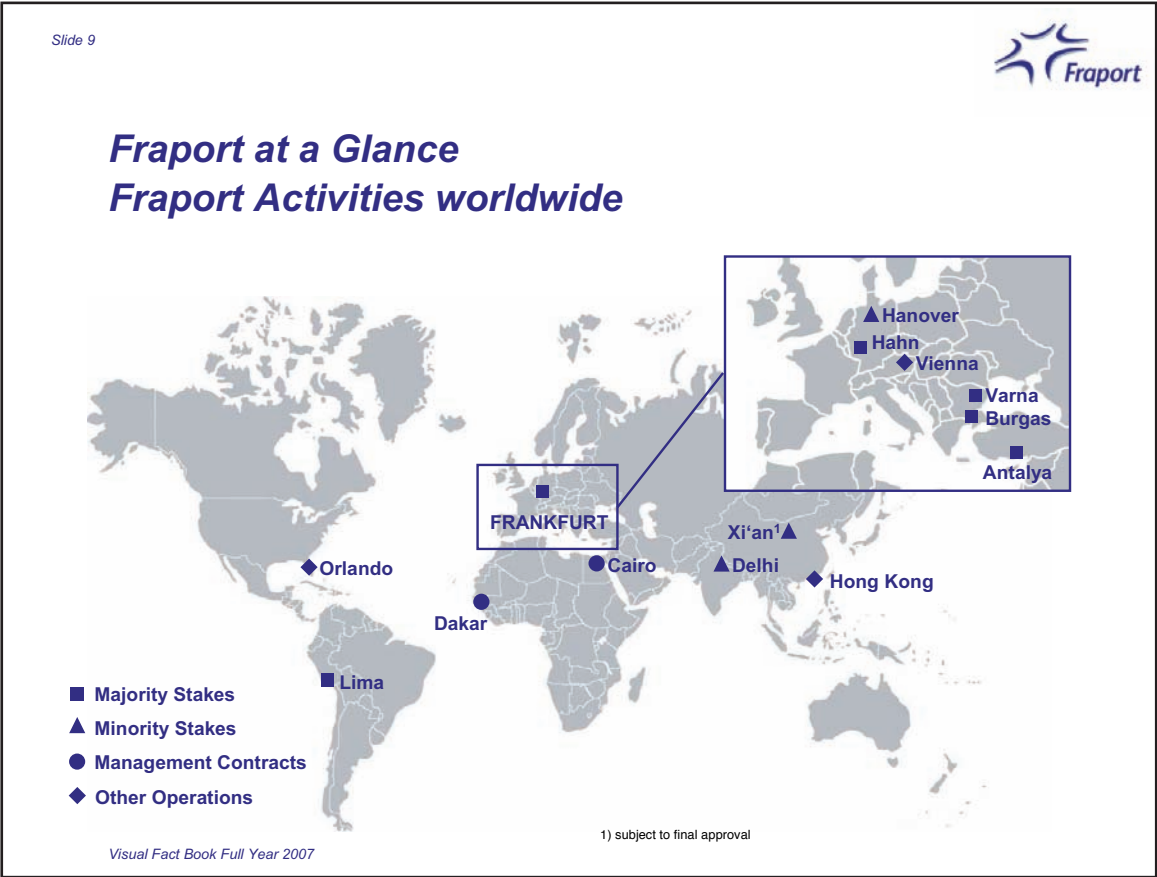 Slide 9
Fraport
Fraport at a Glance
Fraport Activities worldwide
Hanover
Hahn
Vienna
Varna
Burgas
Antalya
FRANKFURT
Xi‘an1
Orlando
Cairo
Delhi
Hong Kong
Dakar
Lima
Majority Stakes
Minority Stakes
Management Contracts
Other Operations
1) subject to final approval
Visual Fact Book Full Year 2007